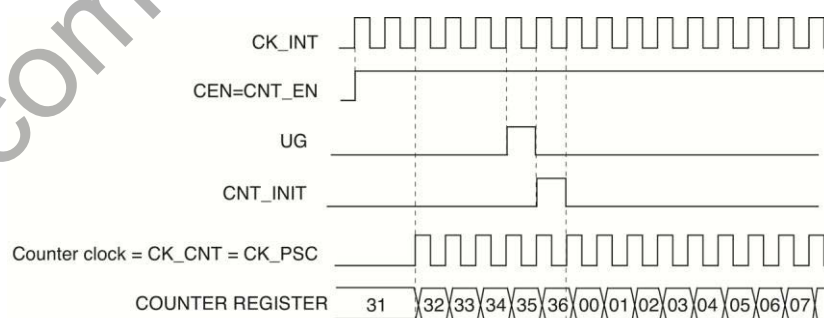 com
CK_INT
CEN=CNT_EN
UG
CNT_INIT
Counter clock = CK_CNT = CK_PSC
COUNTER REGISTER 31 32 33 34 35 36 00 01 02 03 04 05 06 07